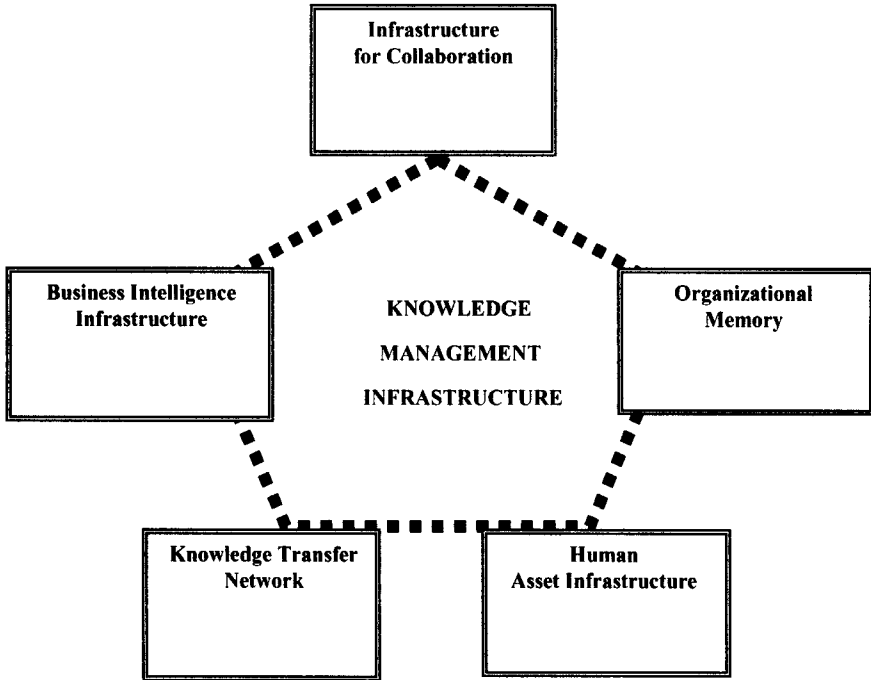 Infrastructure
for Collaboration
Business Intelligence
Infrastructure
KNOWLEDGE
MANAGEMENT
INFRASTRUCTURE
Organizational
Memory
Knowledge Transfer
Network
Human
Asset Infrastructure